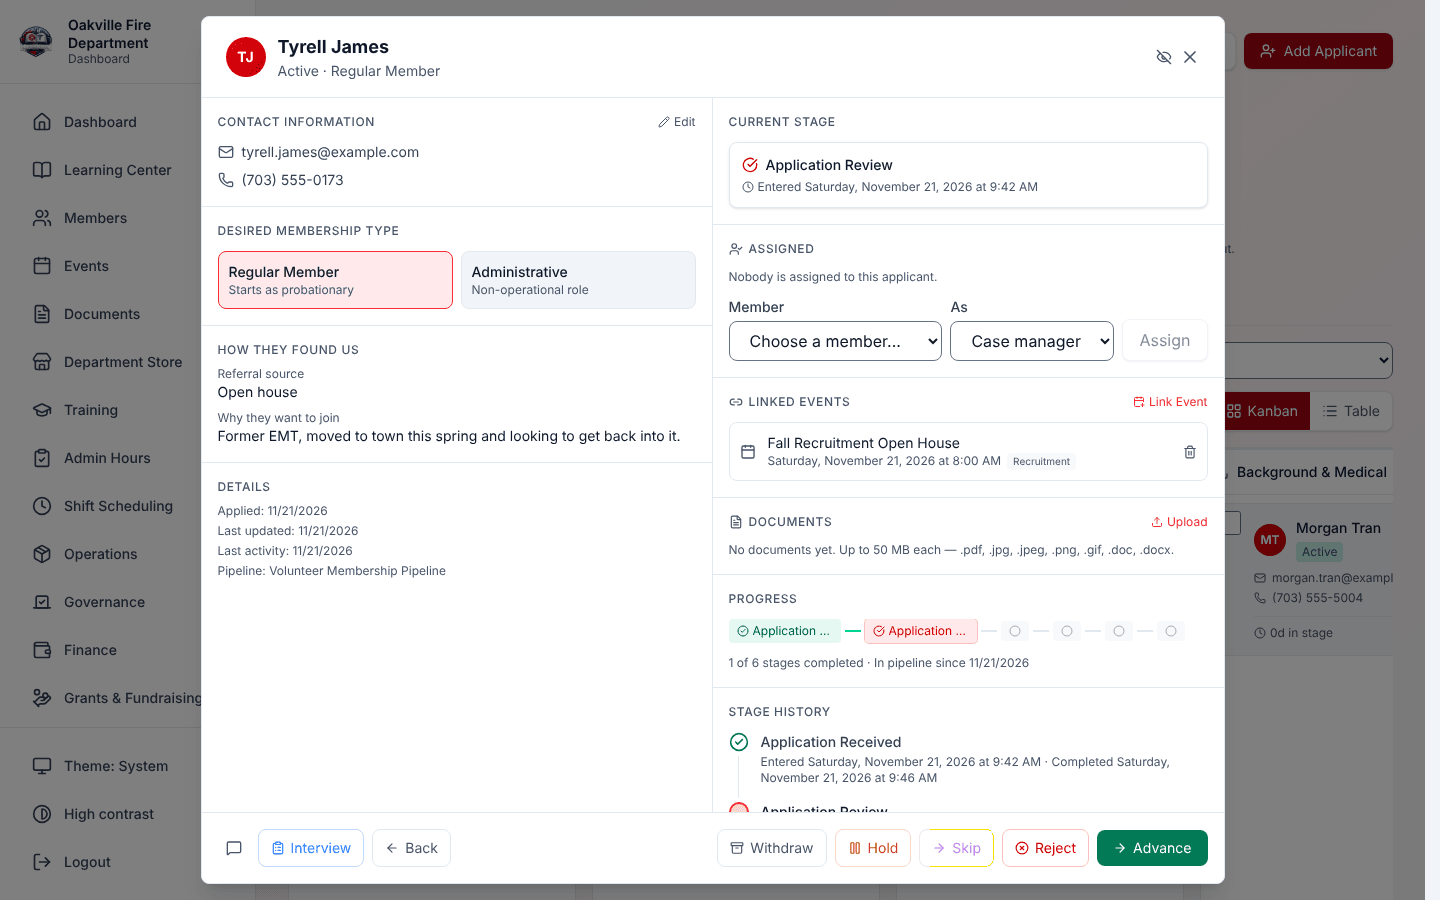 Oakville Fire
Department
Dashboard
Dashboard
Learning Center
Members
Events
Documents
Department Store
Training
Admin Hours
Shift Scheduling
Operations
Governance
Finance
Grants & Fundraising
Theme: System
High contrast
Logout
TJ
Tyrell James
Active · Regular Member
CONTACT INFORMATION
Edit
tyrell.james@example.com
(703) 555-0173
DESIRED MEMBERSHIP TYPE
Regular Member
Starts as probationary
Administrative
Non-operational role
HOW THEY FOUND US
Referral source
Open house
Why they want to join
Former EMT, moved to town this spring and looking to get back into it.
DETAILS
Applied: 11/21/2026
Last updated: 11/21/2026
Last activity: 11/21/2026
Pipeline: Volunteer Membership Pipeline
CURRENT STAGE
Application Review
Entered Saturday, November 21, 2026 at 9:42 AM
ASSIGNED
Nobody is assigned to this applicant.
Member
As
Choose a member...
Case manager
Assign
LINKED EVENTS
Link Event
Fall Recruitment Open House
Saturday, November 21, 2026 at 8:00 AM Recruitment
DOCUMENTS
Upload
No documents yet. Up to 50 MB each — .pdf, .jpg, .jpeg, .png, .gif, .doc, .docx.
PROGRESS
Application ...
Application ...
1 of 6 stages completed · In pipeline since 11/21/2026
STAGE HISTORY
Application Received
Entered Saturday, November 21, 2026 at 9:42 AM · Completed Saturday,
November 21, 2026 at 9:46 AM
Application Review
Interview
Back
Withdraw
Hold
Skip
Reject
Advance
Add Applicant
t.
Kanban
Table
Background & Medical
MT
Morgan Tran
Active
morgan.tran@exampl
(703) 555-5004
0d in stage